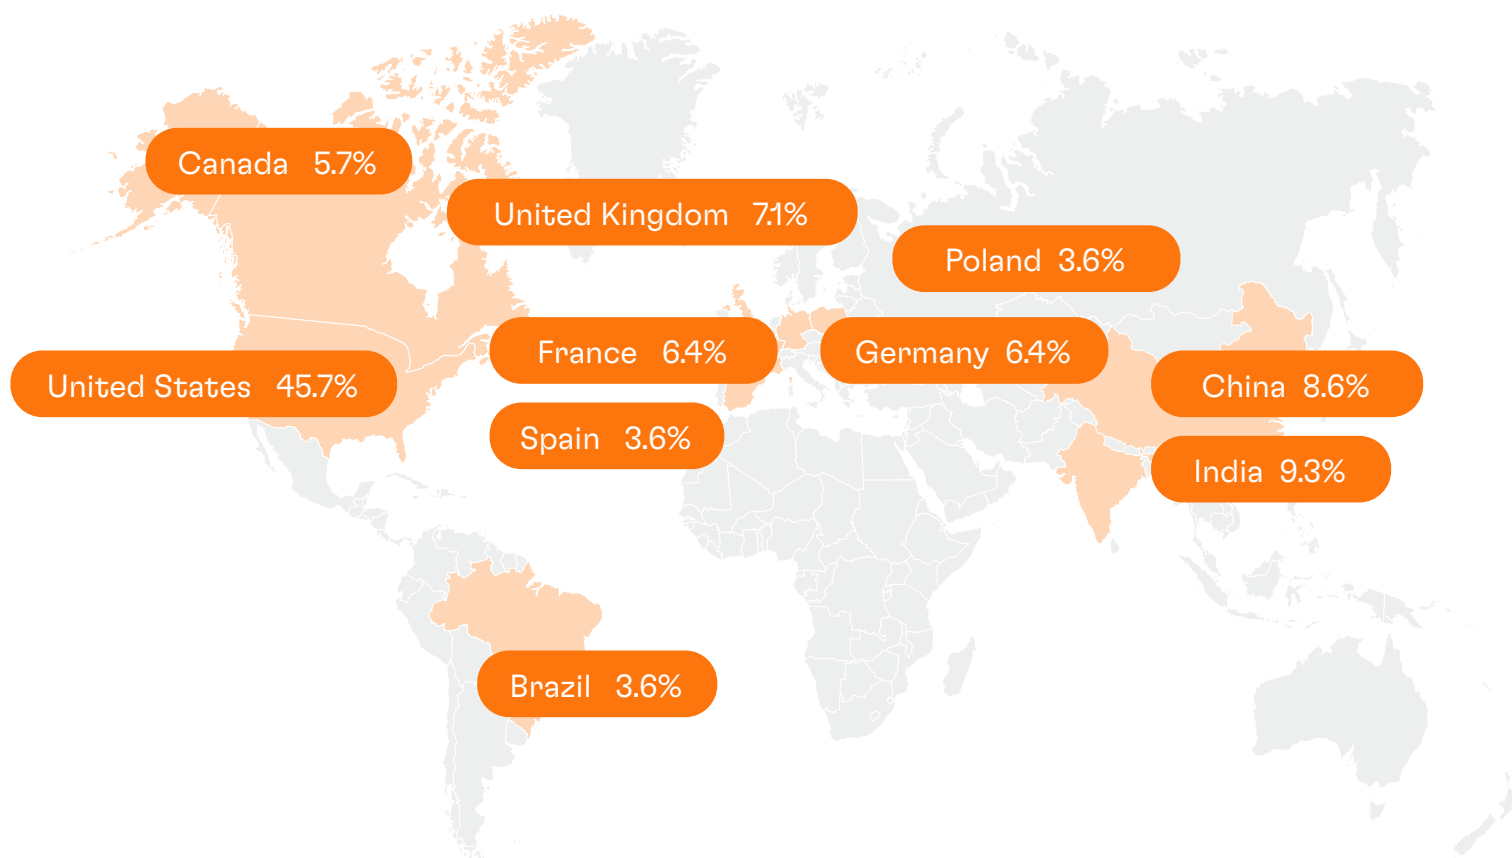 Canada 5.7%
United Kingdom 7.1%
Poland 3.6%
France 6.4%
Germany 6.4%
United States 45.7%
China 8.6%
Spain 3.6%
India 9.3%
Brazil 3.6%